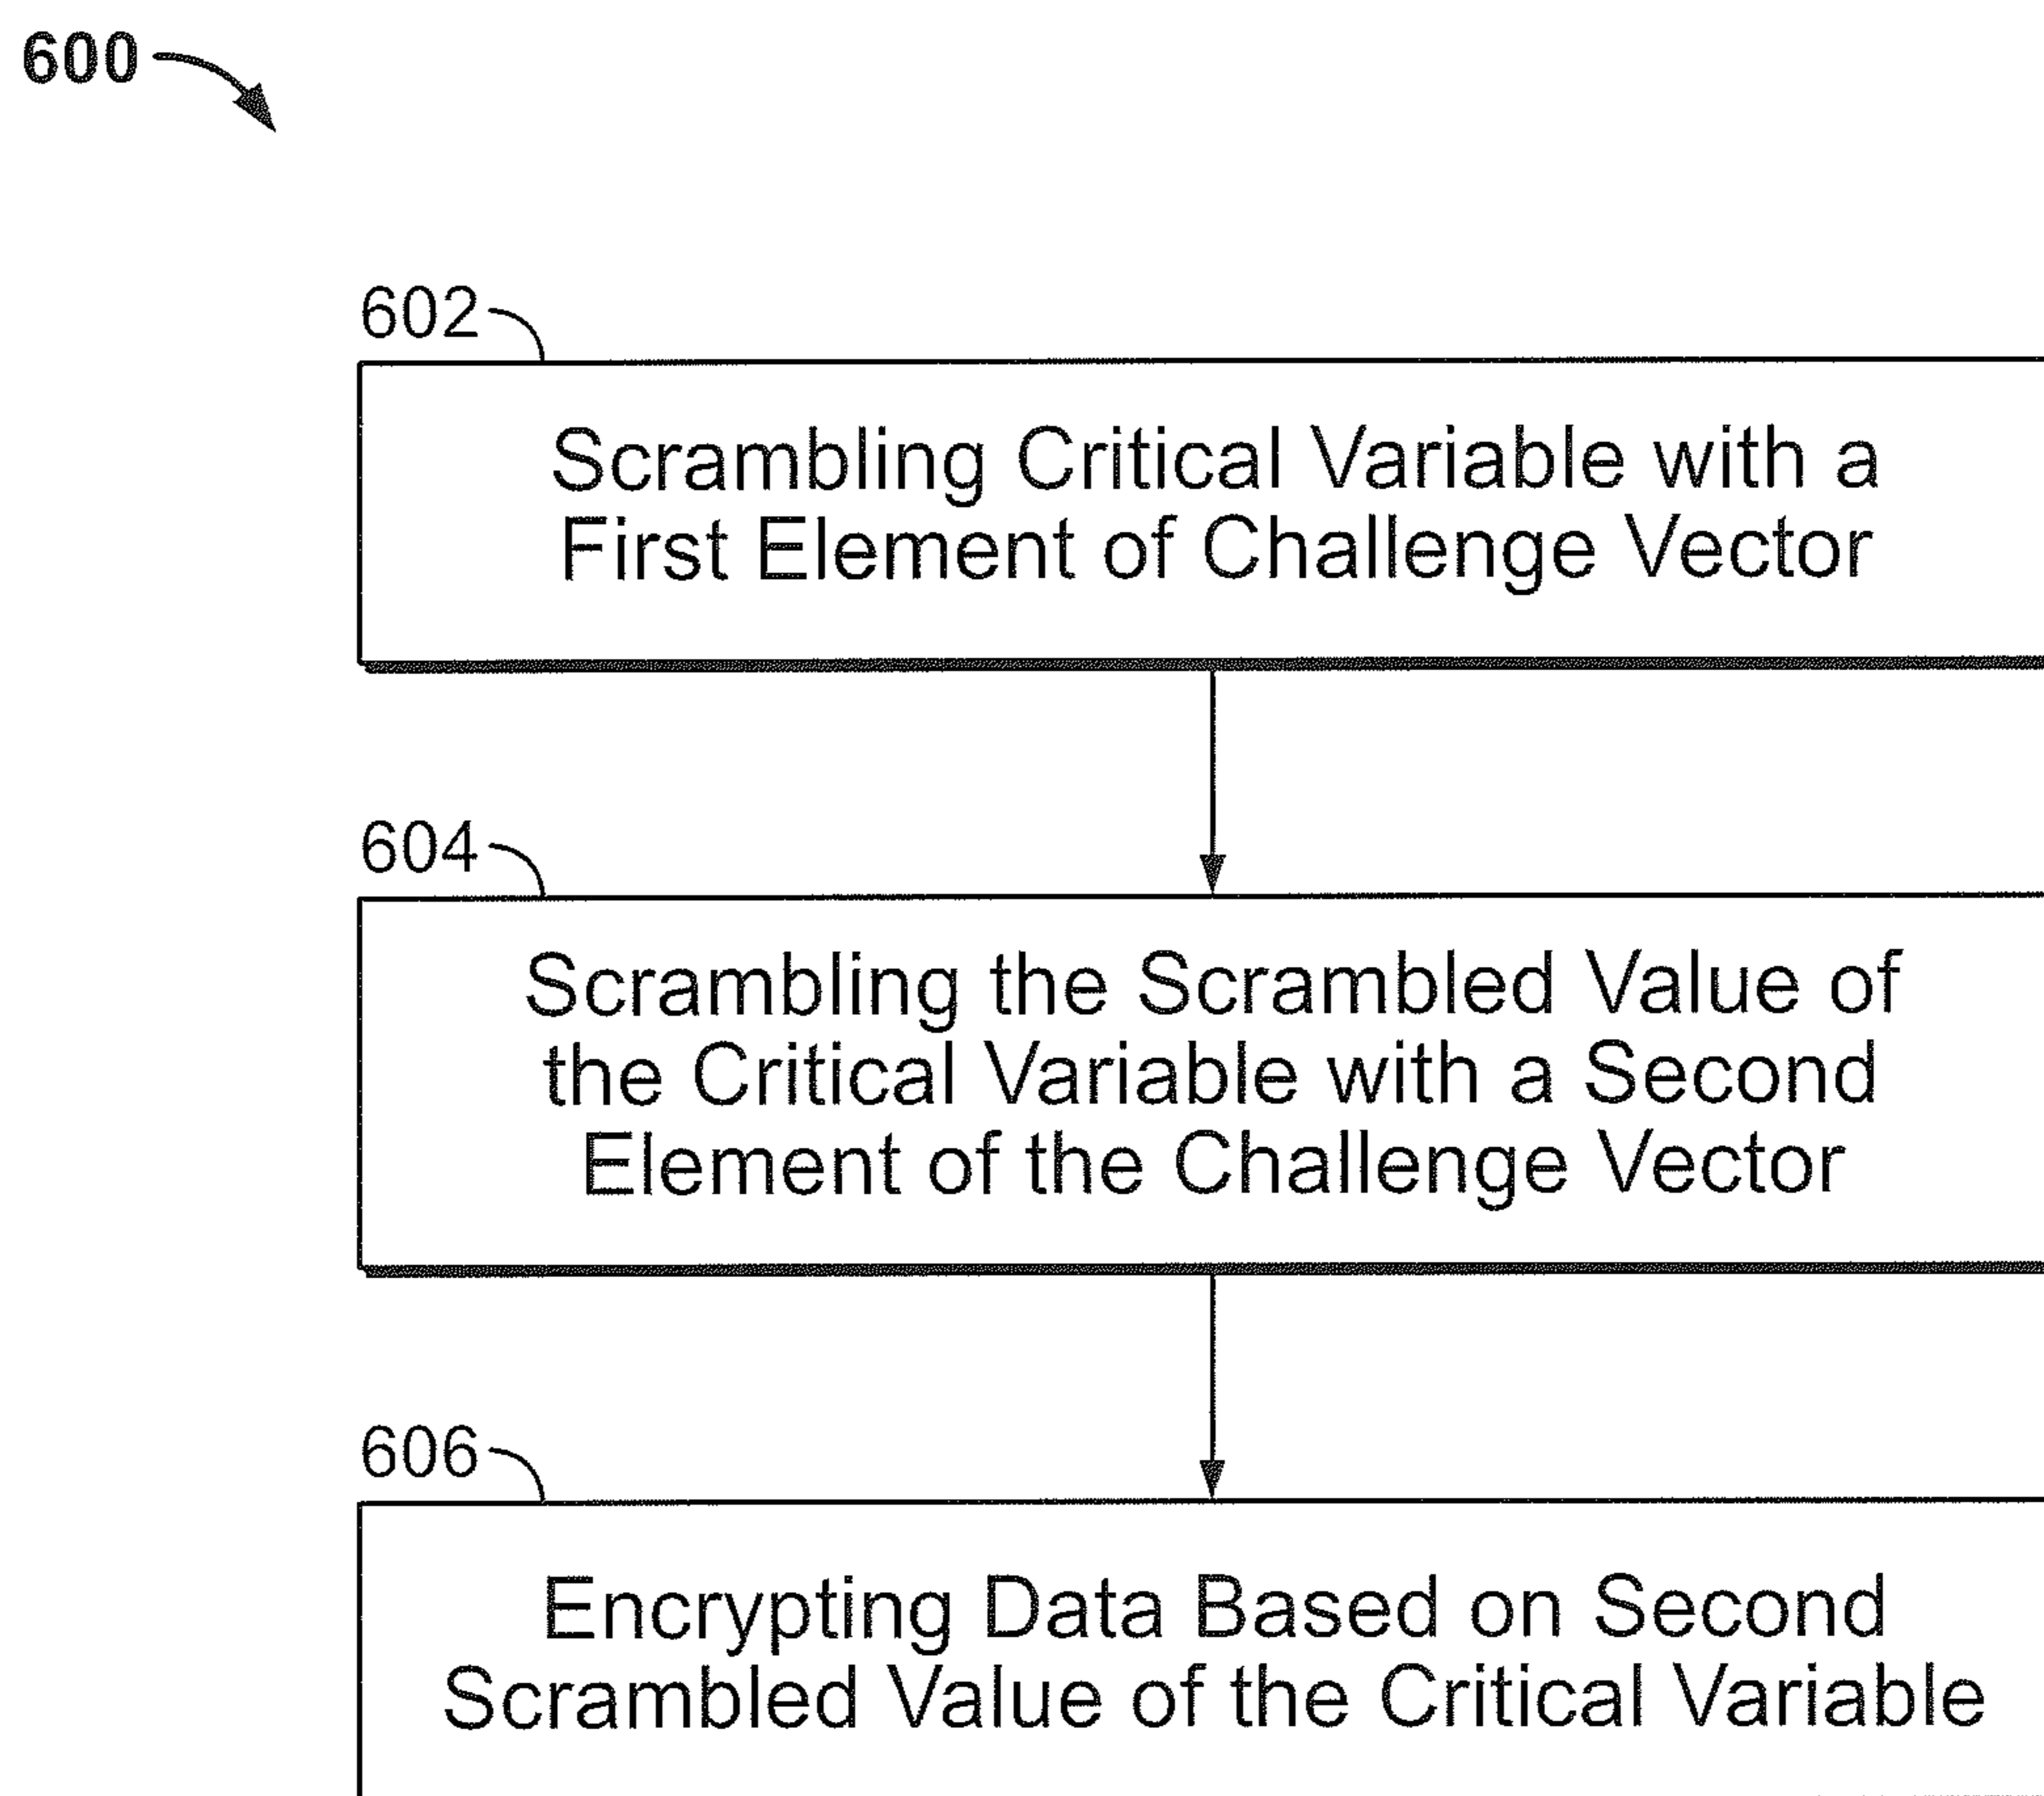 600
602
Scrambling Critical Variable with a
First Element of Challenge Vector
604
Scrambling the Scrambled Value of
the Critical Variable with a Second
Element of the Challenge Vector
606
Encrypting Data Based on Second
Scrambled Value of the Critical Variable